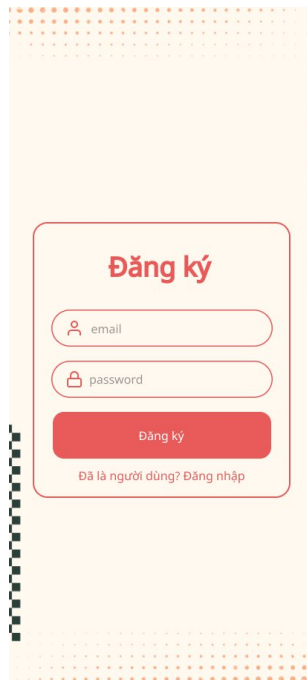 Đăng ký
email
password
Đăng ký
Đã là người dùng? Đăng nhập